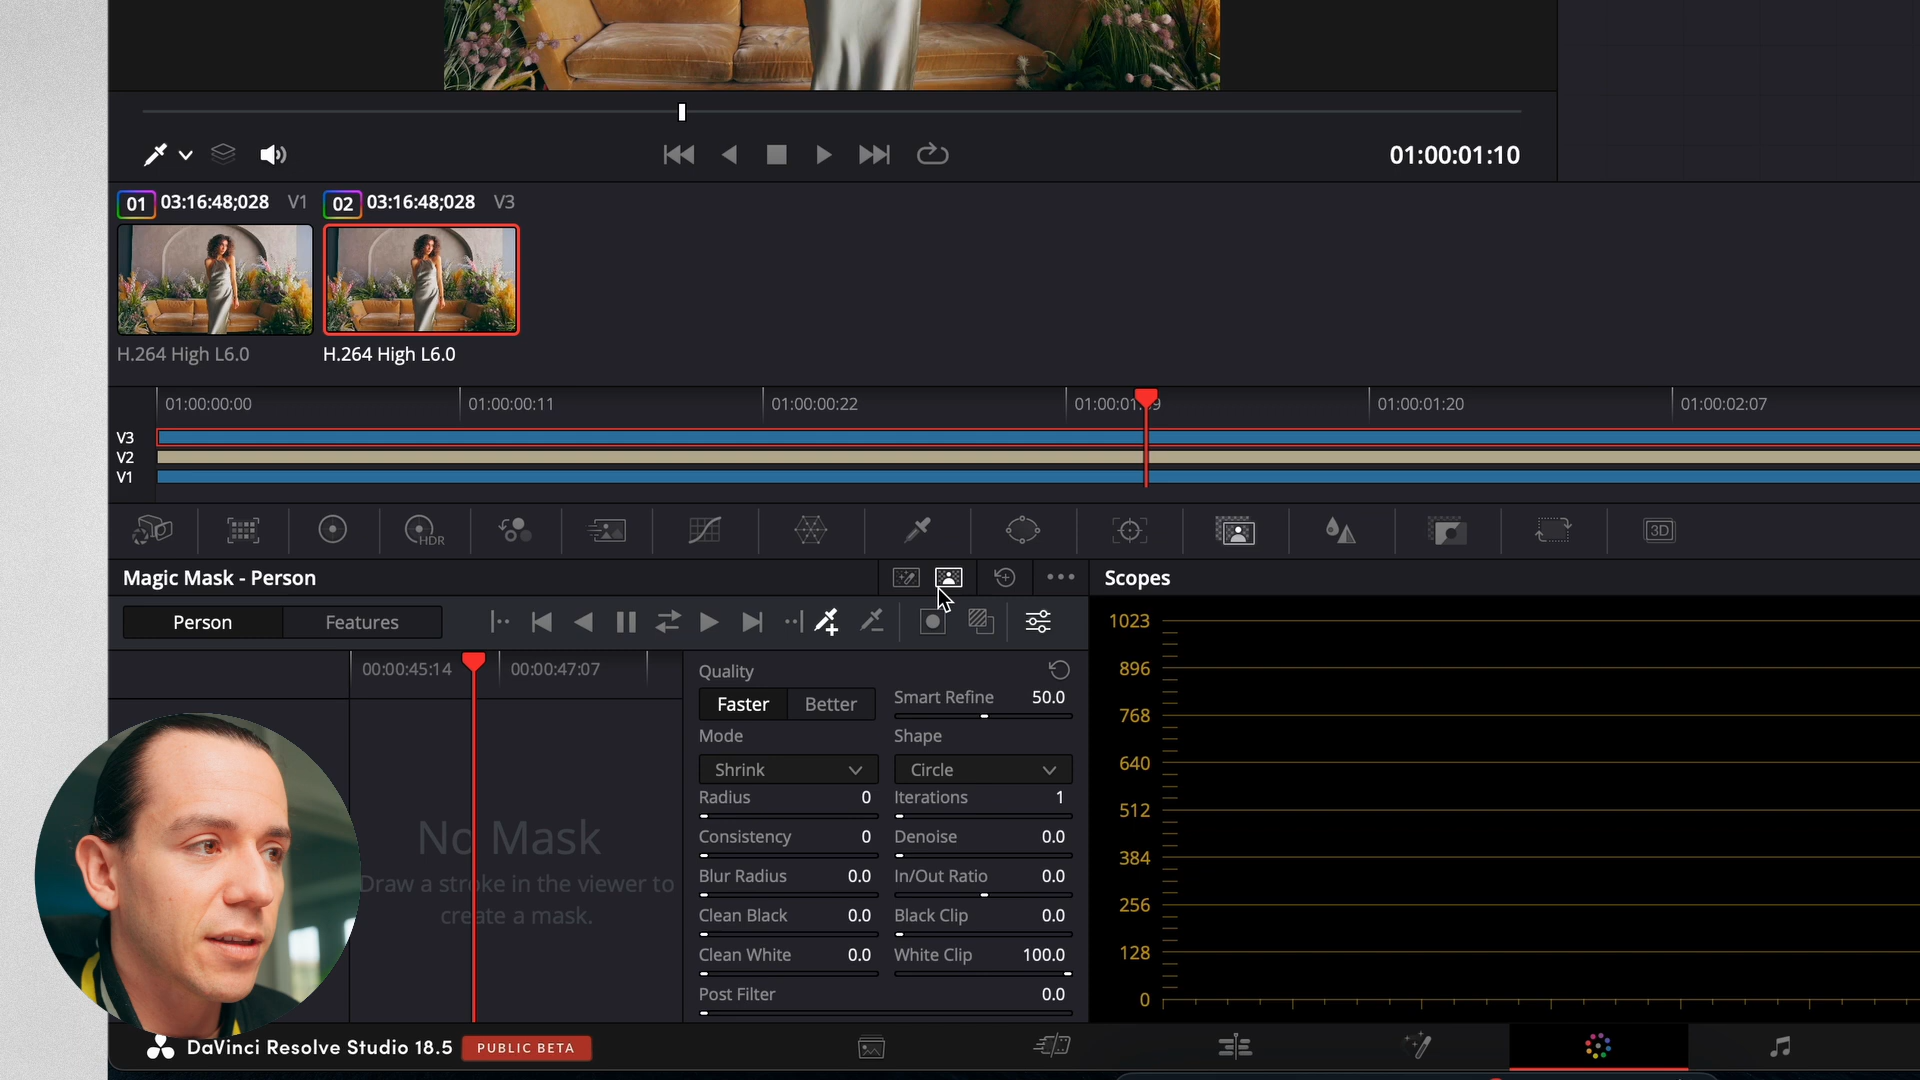 01:00:01:10
01 03:16:48;028 V1 02 03:16:48;028 V3
H.264 High L6.0 H.264 High L6.0
01:00:00:00 01:00:00:11 01:00:00:22 01:00:01:09 01:00:01:20 01:00:02:07
V3
V2
V1
HDR 3D
Magic Mask - Person Scopes
Person Features
00:00:45:14 00:00:47:07
Quality
Faster Better Smart Refine 50.0
Mode Shape
Shrink Circle
Radius 0 Iterations 1
Consistency 0 Denoise 0.0
Blur Radius 0.0 In/Out Ratio 0.0
Clean Black 0.0 Black Clip 0.0
Clean White 0.0 White Clip 100.0
Post Filter 0.0
No Mask
Draw a stroke in the viewer to
create a mask.
1023
896
768
640
512
384
256
128
0
DaVinci Resolve Studio 18.5 PUBLIC BETA